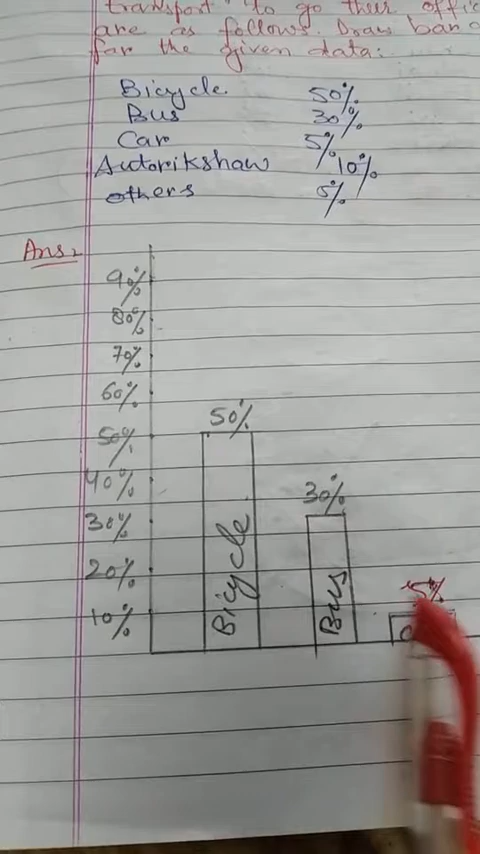 transport to go their offic
are as follows. Draw bar
for the given data:
Bicycle 50%
Bus 30%
Car 5%
Autorikshaw 10%
others 5%
Ans,
90%
80%
70%
60%
50%
50%
40%
30%
30%
20%
5%
10%
Bicycle
Bus